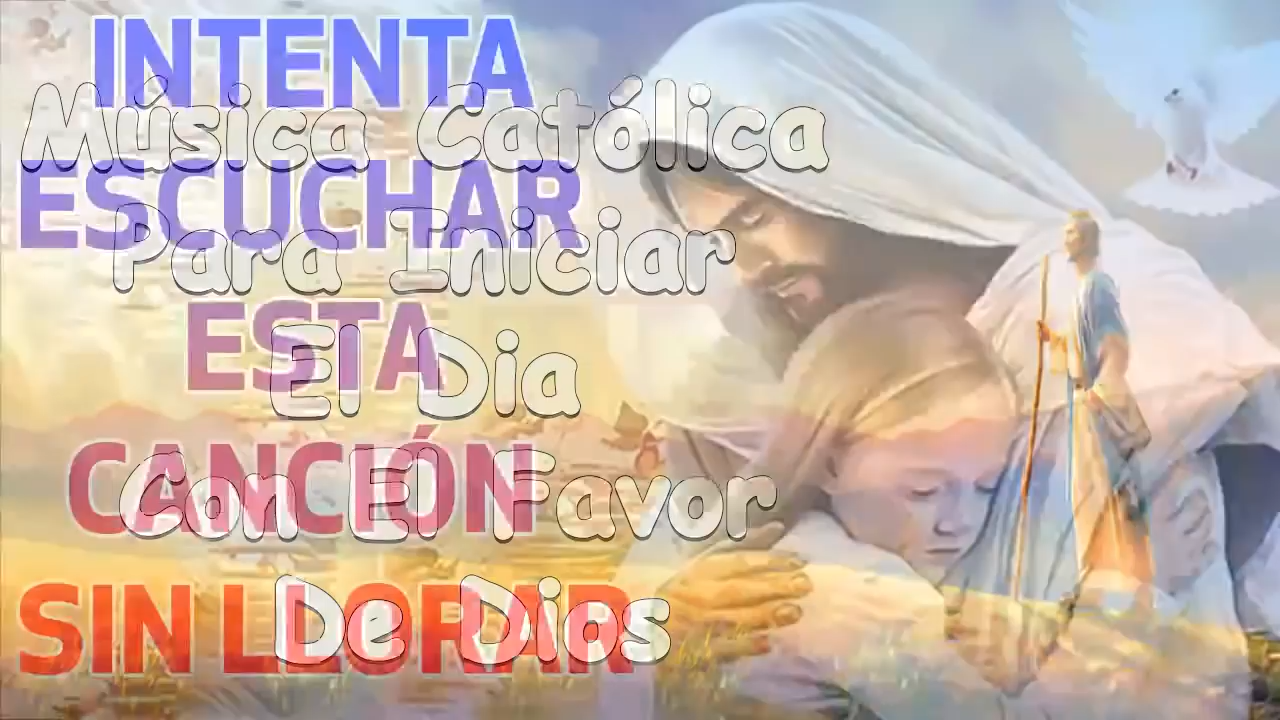 INTENTA
Música Católica
ESCUCHAR
Para Iniciar
ESTA
El Dia
CANCIÓN
Con El Favor
SIN LLORAR
De Dios